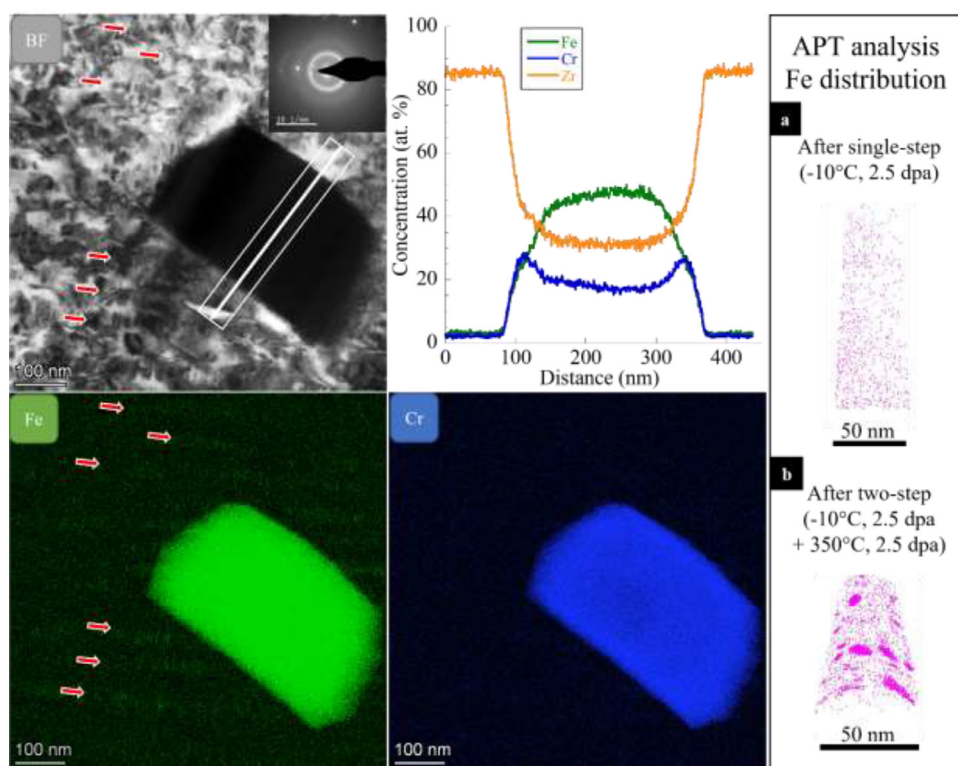 BF
100 nm
Fe
Cr
Zr
Concentration (at. %)
100
80
60
40
20
0
0 100 200 300 400
Distance (nm)
Fe
100 nm
Cr
100 nm
APT analysis
Fe distribution
a
After single-step
(-10°C, 2.5 dpa)
50 nm
b
After two-step
(-10°C, 2.5 dpa
+ 350°C, 2.5 dpa)
50 nm